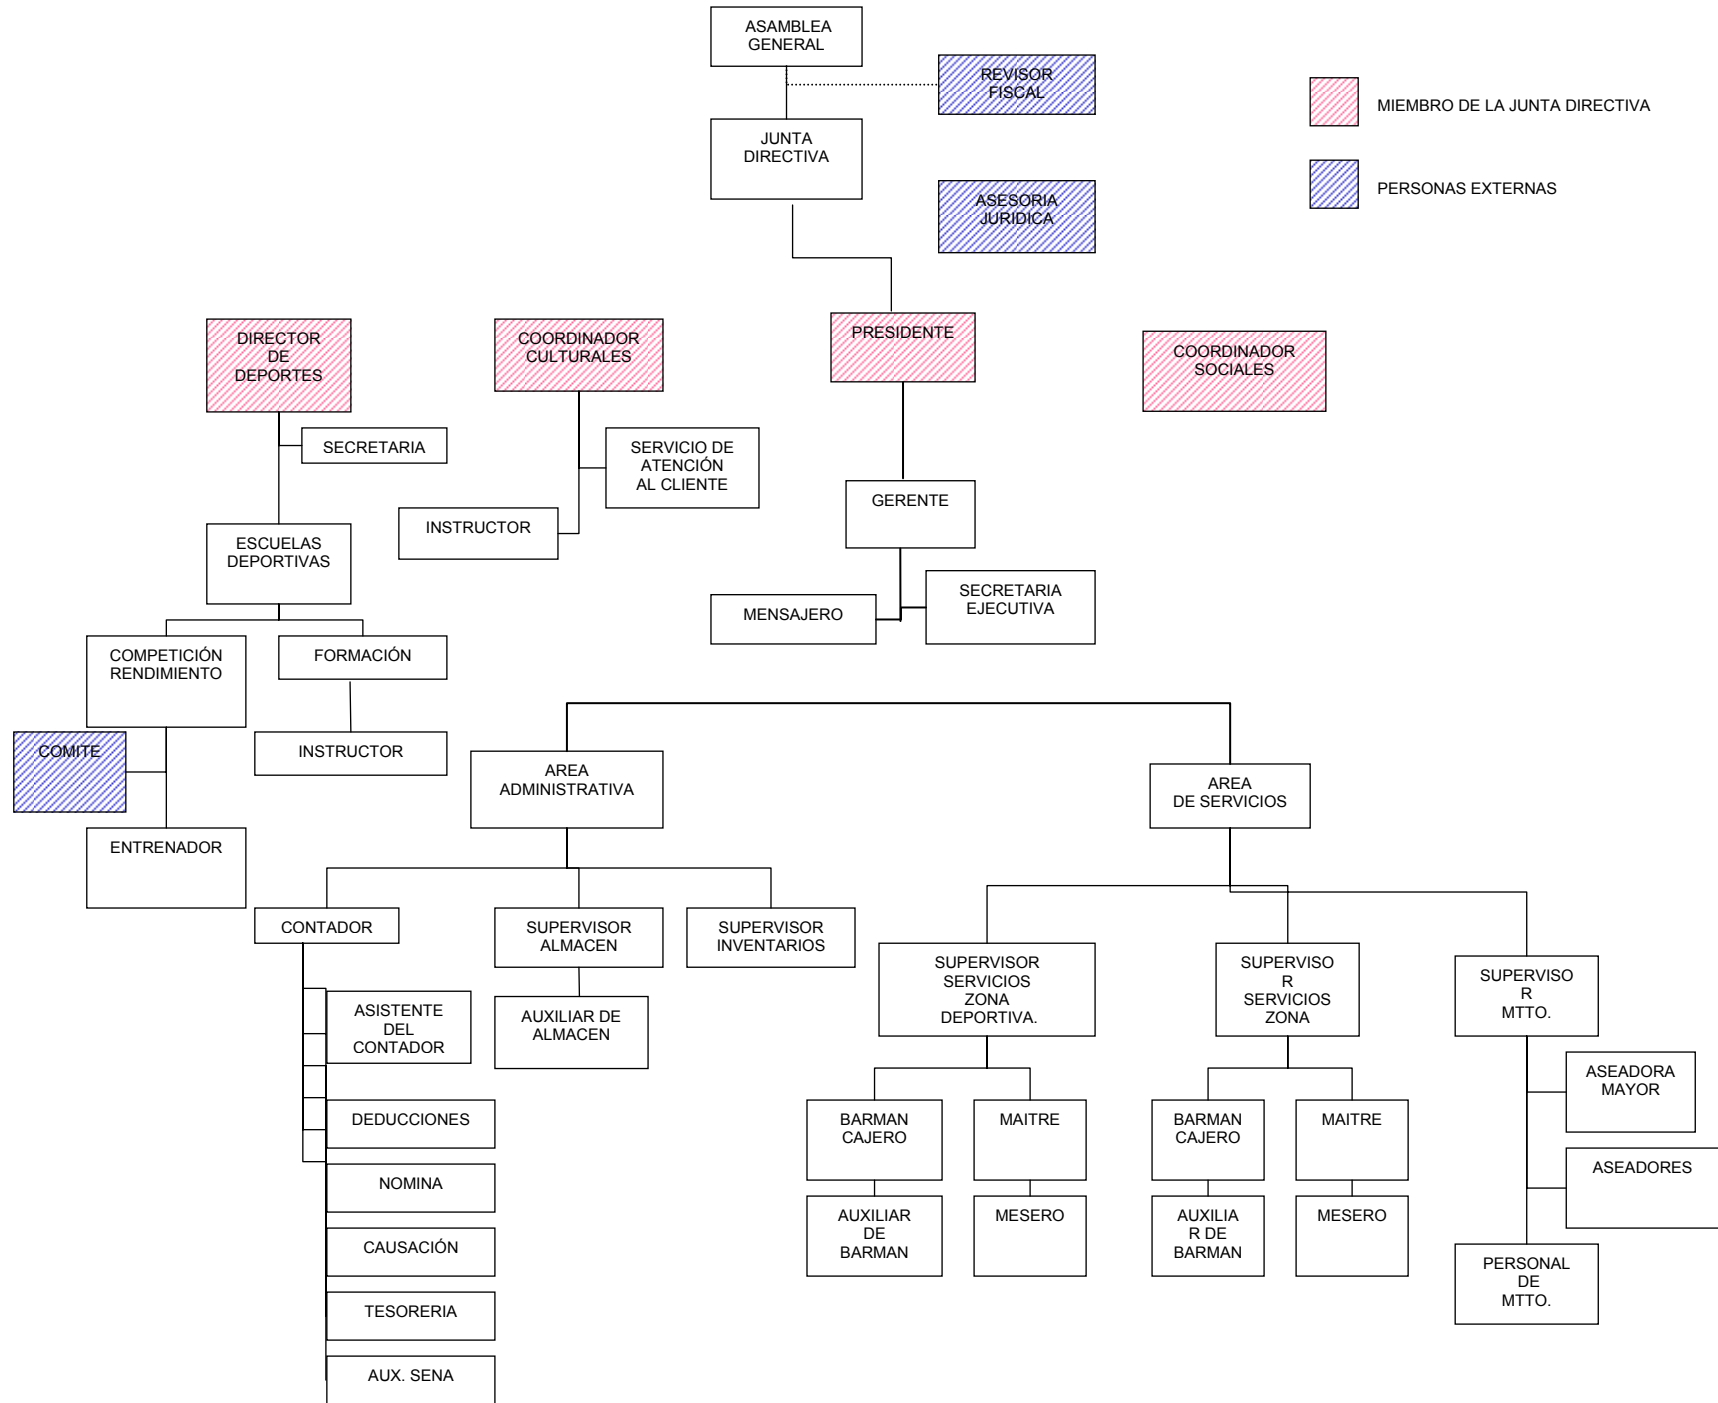 ASAMBLEA
GENERAL
REVISOR
FISCAL
MIEMBRO DE LA JUNTA DIRECTIVA
JUNTA
DIRECTIVA
PERSONAS EXTERNAS
ASESORIA
JURIDICA
DIRECTOR
DE
DEPORTES
COORDINADOR
CULTURALES
PRESIDENTE
COORDINADOR
SOCIALES
SECRETARIA
SERVICIO DE
ATENCIÓN
AL CLIENTE
GERENTE
INSTRUCTOR
ESCUELAS
DEPORTIVAS
SECRETARIA
EJECUTIVA
MENSAJERO
COMPETICIÓN
RENDIMIENTO
FORMACIÓN
COMITE
INSTRUCTOR
AREA
ADMINISTRATIVA
AREA
DE SERVICIOS
ENTRENADOR
CONTADOR
SUPERVISOR
ALMACEN
SUPERVISOR
INVENTARIOS
SUPERVISOR
SERVICIOS
ZONA
DEPORTIVA.
SUPERVISO
R
SERVICIOS
ZONA
SUPERVISO
R
MTTO.
ASISTENTE
DEL
CONTADOR
AUXILIAR DE
ALMACEN
ASEADORA
MAYOR
DEDUCCIONES
BARMAN
CAJERO
MAITRE
BARMAN
CAJERO
MAITRE
ASEADORES
NOMINA
AUXILIAR
DE
BARMAN
MESERO
AUXILIA
R DE
BARMAN
MESERO
CAUSACIÓN
PERSONAL
DE
MTTO.
TESORERIA
AUX. SENA